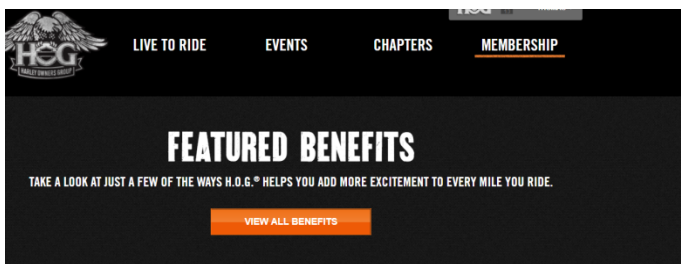 HOG
HARLEY OWNERS GROUP
LIVE TO RIDE
EVENTS
CHAPTERS
MEMBERSHIP
FEATURED BENEFITS
TAKE A LOOK AT JUST A FEW OF THE WAYS H.O.G.® HELPS YOU ADD MORE EXCITEMENT TO EVERY MILE YOU RIDE.
VIEW ALL BENEFITS